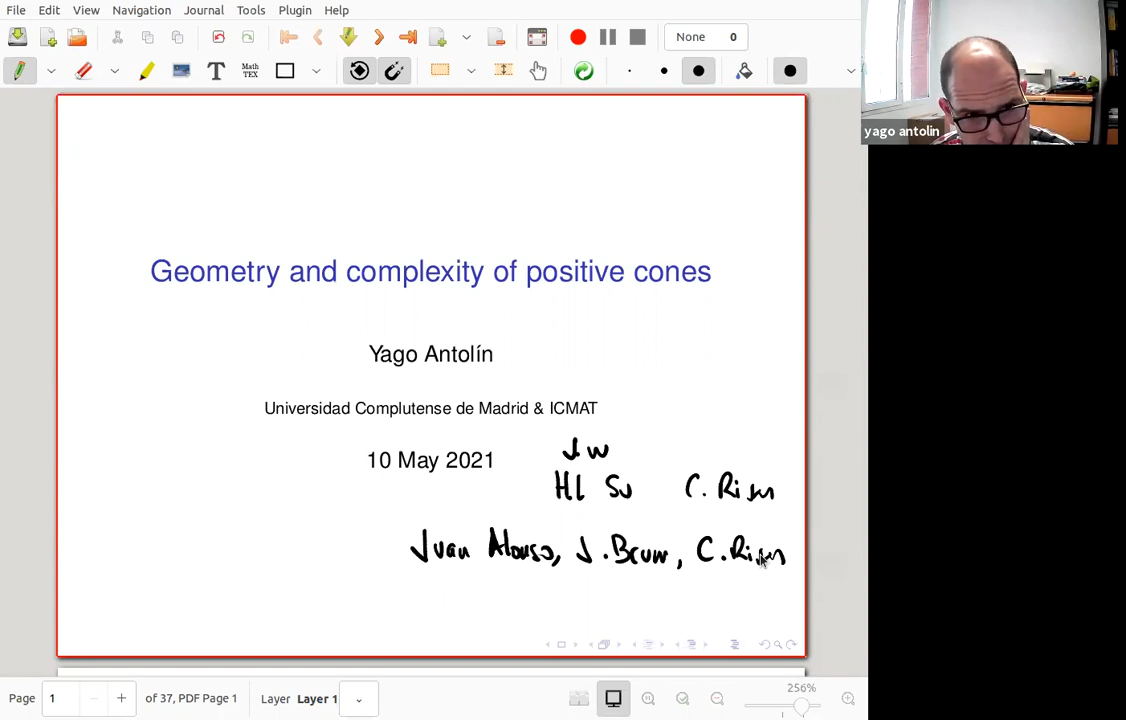 File Edit View Navigation Journal Tools Plugin Help
None 0
T Math TEX
yago antolin
Geometry and complexity of positive cones
Yago Antolín
Universidad Complutense de Madrid & ICMAT
10 May 2021
J.w
HL Su C. Rivas
Juan Alonso, J. Brum, C. Rivas
Page 1 of 37, PDF Page 1 Layer Layer 1 256%